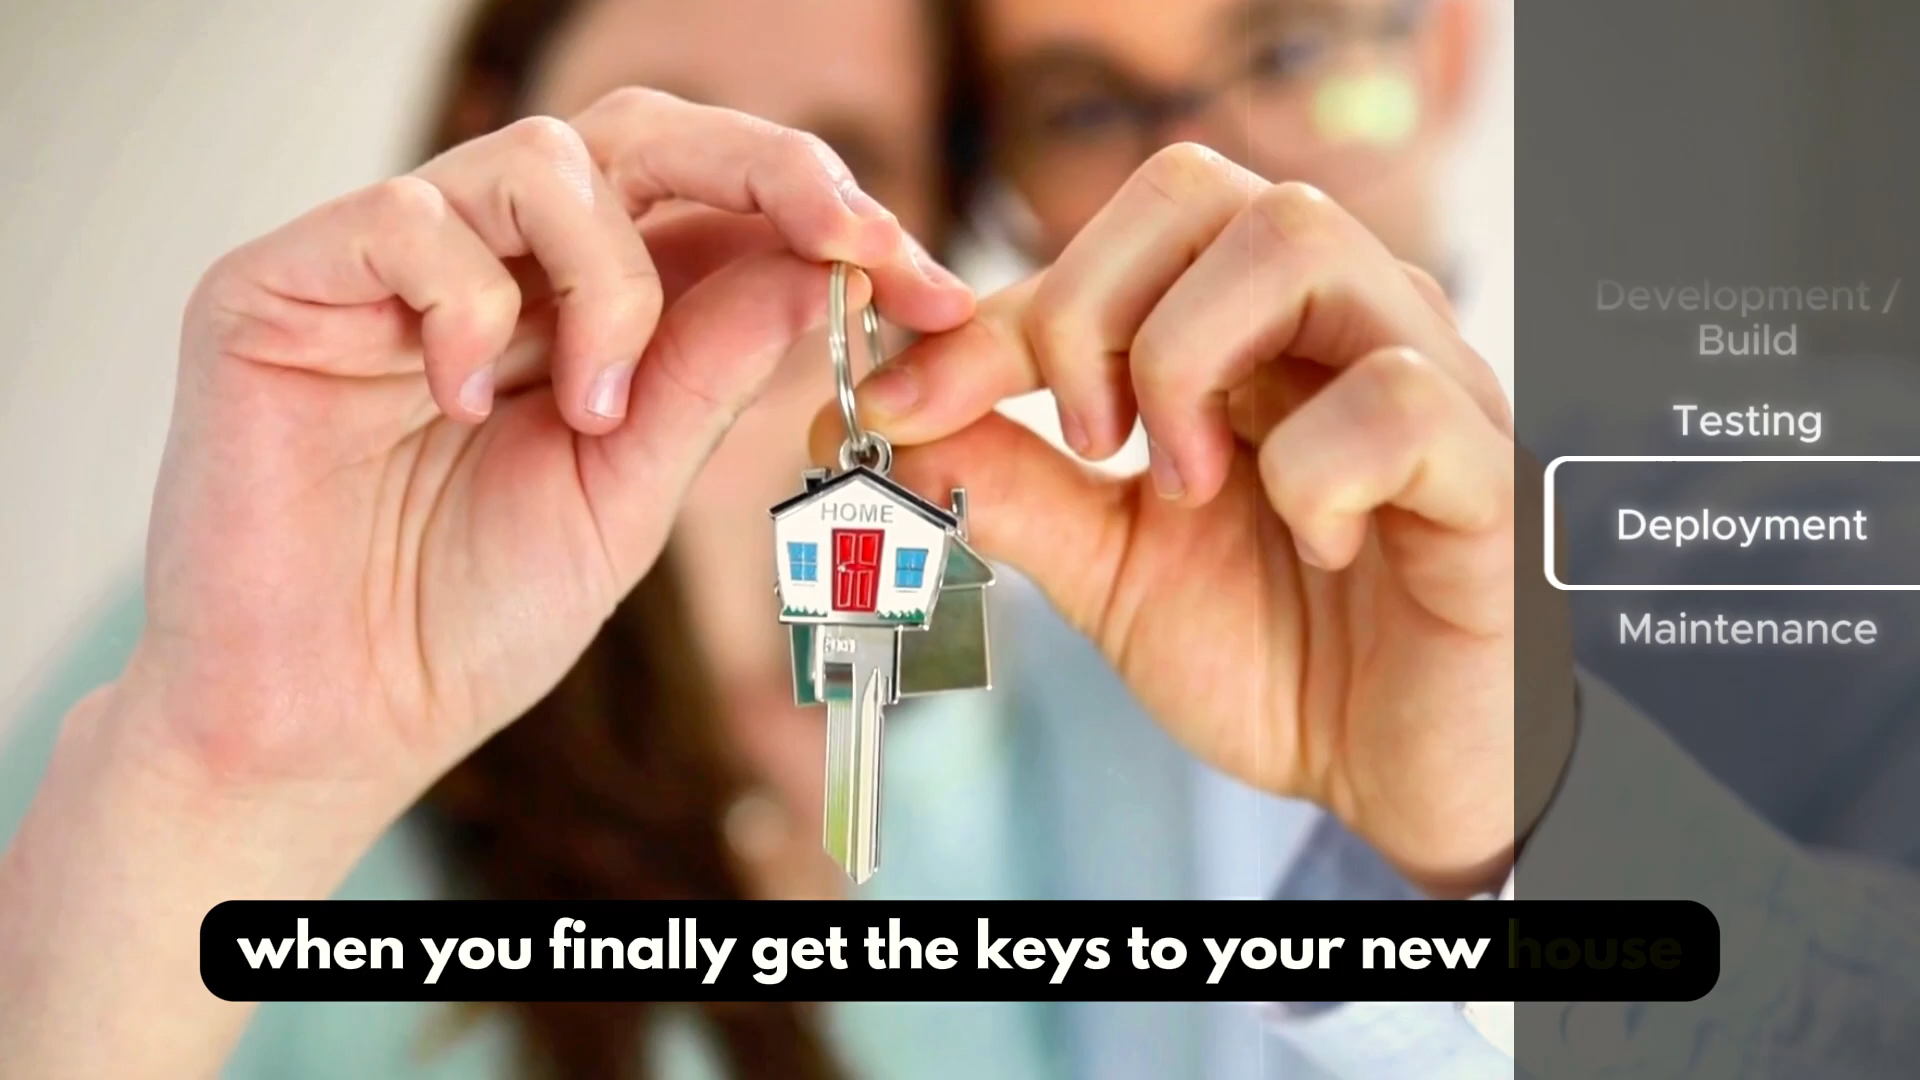 HOME
Development /
Build
Testing
Deployment
Maintenance
when you finally get the keys to your new house